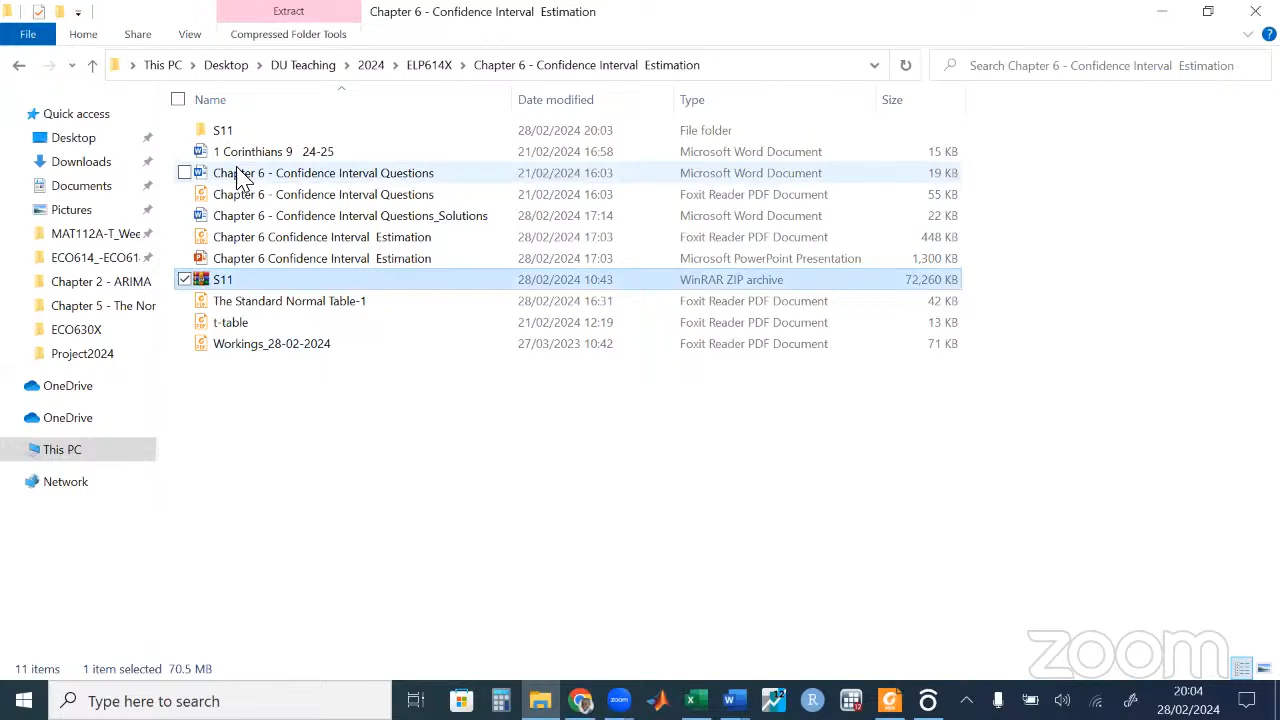 Extract
Chapter 6 - Confidence Interval  Estimation
File
Home
Share
View
Compressed Folder Tools
This PC > Desktop > DU Teaching > 2024 > ELP614X > Chapter 6 - Confidence Interval  Estimation
Search Chapter 6 - Confidence Interval  Estimation
Name Date modified Type Size
Quick access
Desktop
Downloads
Documents
Pictures
MAT112A-T_Wee
ECO614_-ECO61
Chapter 2 - ARIMA
Chapter 5 - The Nor
ECO630X
Project2024
OneDrive
OneDrive
This PC
Network
S11 28/02/2024 20:03 File folder
1 Corinthians 9   24-25 21/02/2024 16:58 Microsoft Word Document 15 KB
Chapter 6 - Confidence Interval Questions 21/02/2024 16:03 Microsoft Word Document 19 KB
Chapter 6 - Confidence Interval Questions 21/02/2024 16:03 Foxit Reader PDF Document 55 KB
Chapter 6 - Confidence Interval Questions_Solutions 28/02/2024 17:14 Microsoft Word Document 22 KB
Chapter 6 Confidence Interval  Estimation 28/02/2024 17:03 Foxit Reader PDF Document 448 KB
Chapter 6 Confidence Interval  Estimation 28/02/2024 17:03 Microsoft PowerPoint Presentation 1,300 KB
S11 28/02/2024 10:43 WinRAR ZIP archive 72,260 KB
The Standard Normal Table-1 28/02/2024 16:31 Foxit Reader PDF Document 42 KB
t-table 21/02/2024 12:19 Foxit Reader PDF Document 13 KB
Workings_28-02-2024 27/03/2023 10:42 Foxit Reader PDF Document 71 KB
11 items 1 item selected 70.5 MB
zoom
Type here to search
zoom
20:04
28/02/2024